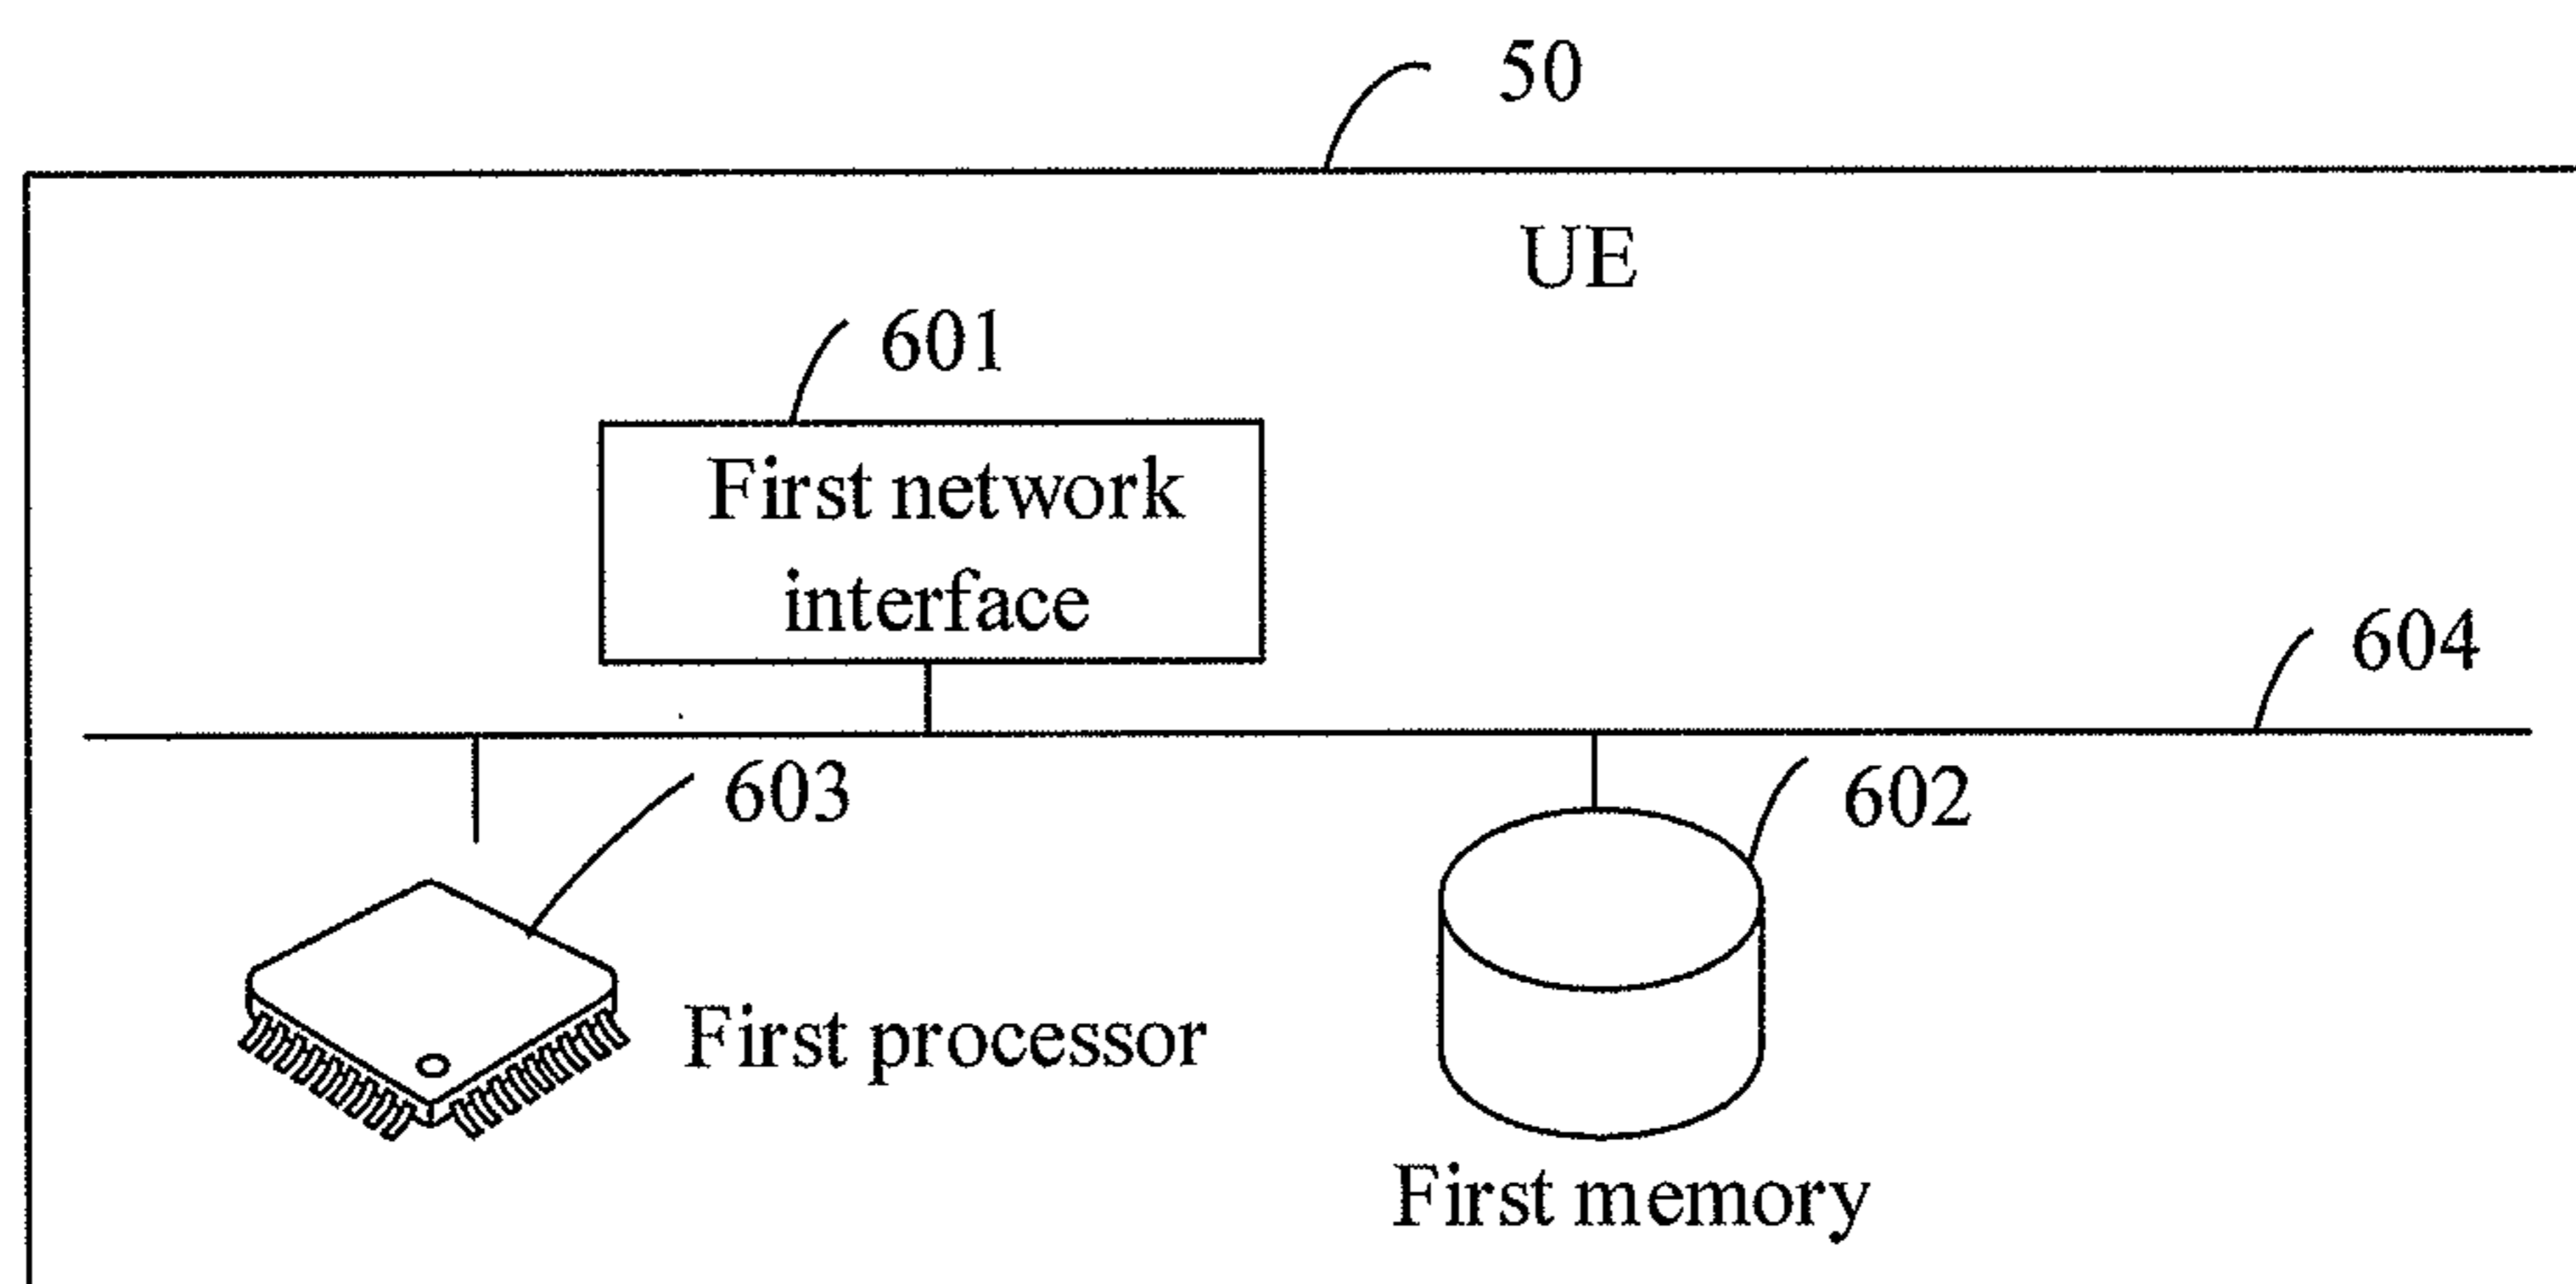 50
UE
601
First network
interface
604
603
602
First processor
First memory